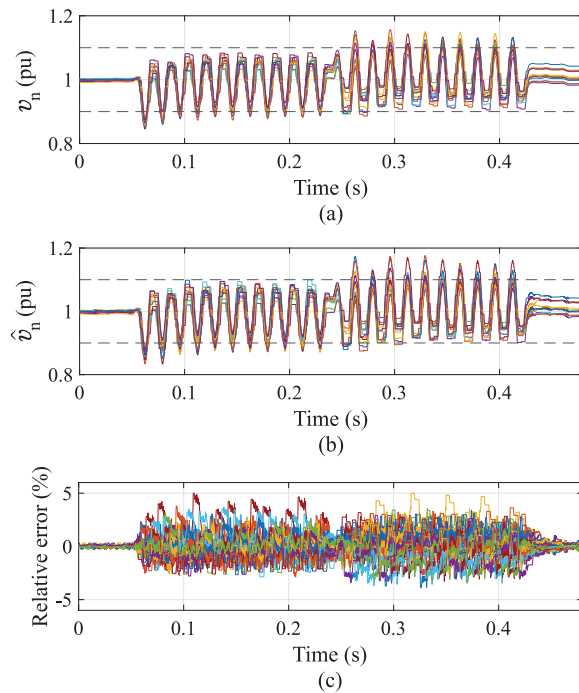 1.2
1
0.8
v_n (pu)
0 0.1 0.2 0.3 0.4
Time (s)
(a)
1.2
1
0.8
v̂_n (pu)
0 0.1 0.2 0.3 0.4
Time (s)
(b)
5
0
-5
Relative error (%)
0 0.1 0.2 0.3 0.4
Time (s)
(c)